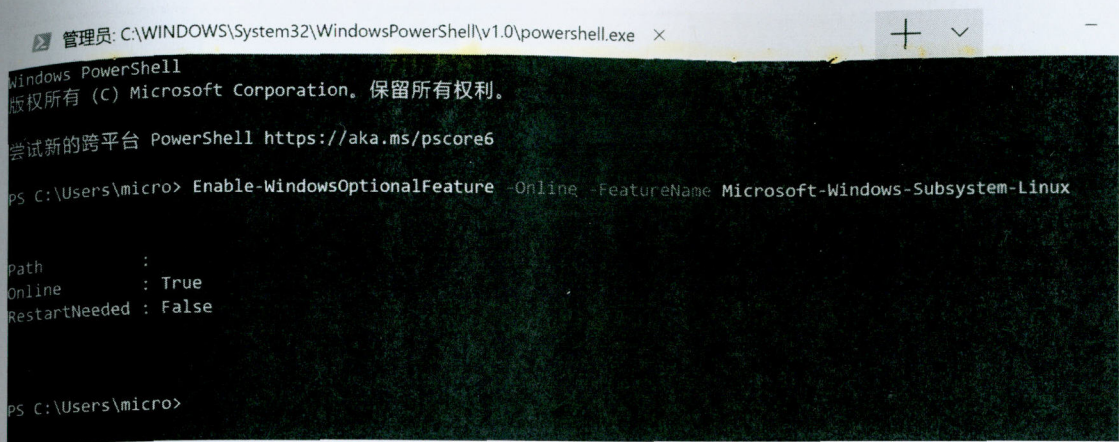 管理员: C:\WINDOWS\System32\WindowsPowerShell\v1.0\powershell.exe ×
Windows PowerShell
版权所有 (C) Microsoft Corporation。保留所有权利。
尝试新的跨平台 PowerShell https://aka.ms/pscore6
PS C:\Users\micro> Enable-WindowsOptionalFeature -Online -FeatureName Microsoft-Windows-Subsystem-Linux
Path :
Online : True
RestartNeeded : False
PS C:\Users\micro>